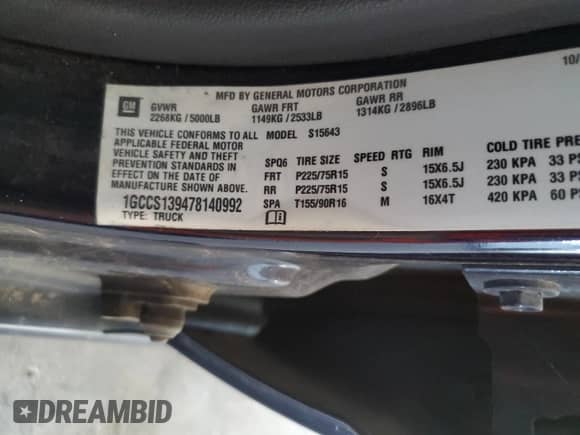 MFD BY GENERAL MOTORS CORPORATION
10/
GM
GVWR GAWR FRT GAWR RR
2268KG / 5000LB 1149KG / 2533LB 1314KG / 2896LB
THIS VEHICLE CONFORMS TO ALL
APPLICABLE FEDERAL MOTOR
VEHICLE SAFETY AND THEFT
PREVENTION STANDARDS IN
EFFECT ON THE DATE OF
MANUFACTURE SHOWN ABOVE.
1GCCS139478140992
TYPE: TRUCK
MODEL S15643
SPQ6 TIRE SIZE SPEED RTG RIM COLD TIRE PRE
FRT P225/75R15 S 15X6.5J 230 KPA 33 P
RR P225/75R15 S 15X6.5J 230 KPA 33 PS
SPA T155/90R16 M 16X4T 420 KPA 60 PS
DREAMBID